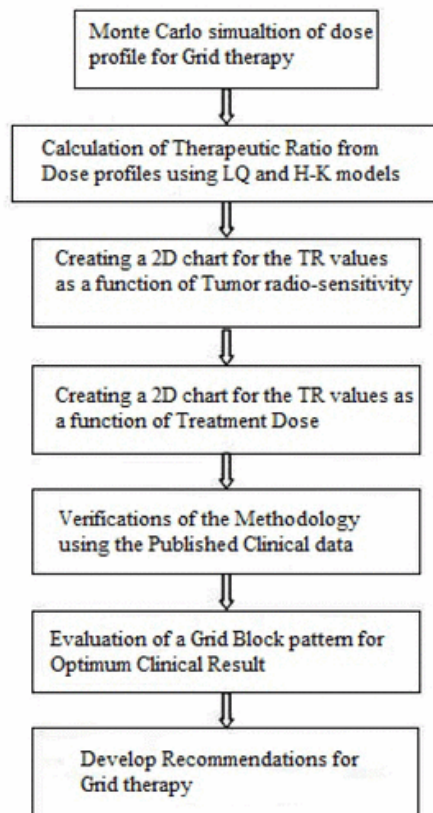 Monte Carlo simualtion of dose
profile for Grid therapy
Calculation of Therapeutic Ratio from
Dose profiles using LQ and H-K models
Creating a 2D chart for the TR values
as a function of Tumor radio-sensitivity
Creating a 2D chart for the TR values as
a function of Treatment Dose
Verifications of the Methodology
using the Published Clinical data
Evaluation of a Grid Block pattern for
Optimum Clinical Result
Develop Recommendations for
Grid therapy